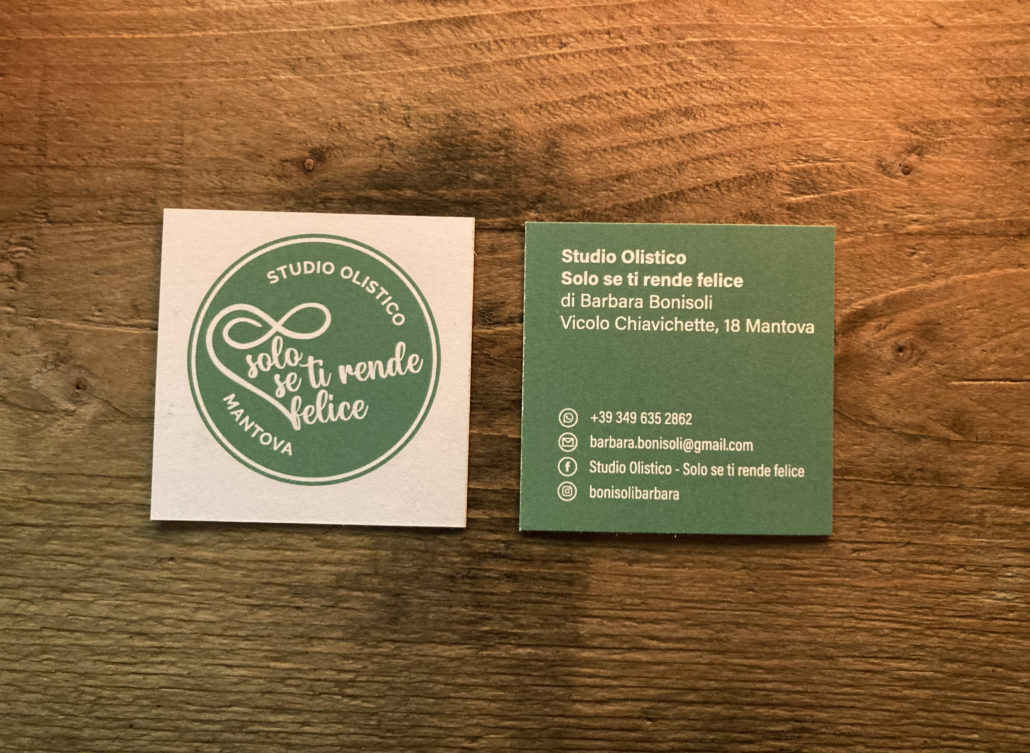 STUDIO OLISTICO
solo
se ti rende
felice
MANTOVA
Studio Olistico
Solo se ti rende felice
di Barbara Bonisoli
Vicolo Chiavichette, 18 Mantova
+39 349 635 2862
barbara.bonisoli@gmail.com
Studio Olistico - Solo se ti rende felice
bonisolibarbara